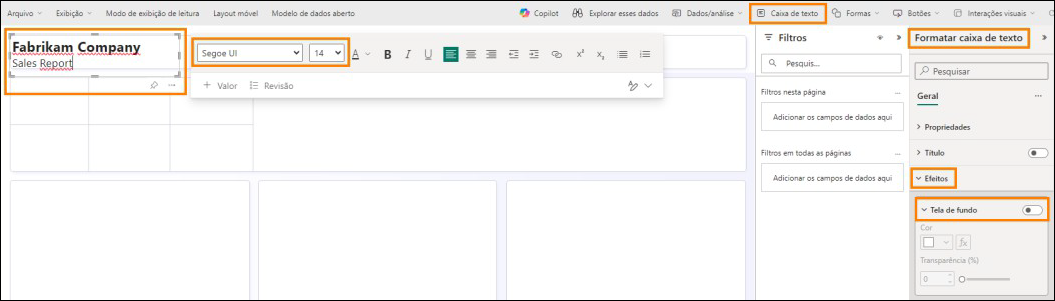 Arquivo Exibição Modo de exibição de leitura Layout móvel Modelo de dados aberto Copilot Explorar esses dados Dados/análise Caixa de texto Formas Botões Interações visuais
Fabrikam Company
Sales Report
Segoe UI 14 A B I U x² x₂
+ Valor Revisão
Filtros
Pesquis...
Filtros nesta página ...
Adicionar os campos de dados aqui
Filtros em todas as páginas ...
Adicionar os campos de dados aqui
Formatar caixa de texto
Pesquisar
Geral ...
Propriedades
Título
Efeitos
Tela de fundo
Cor
fx
Transparência (%)
0